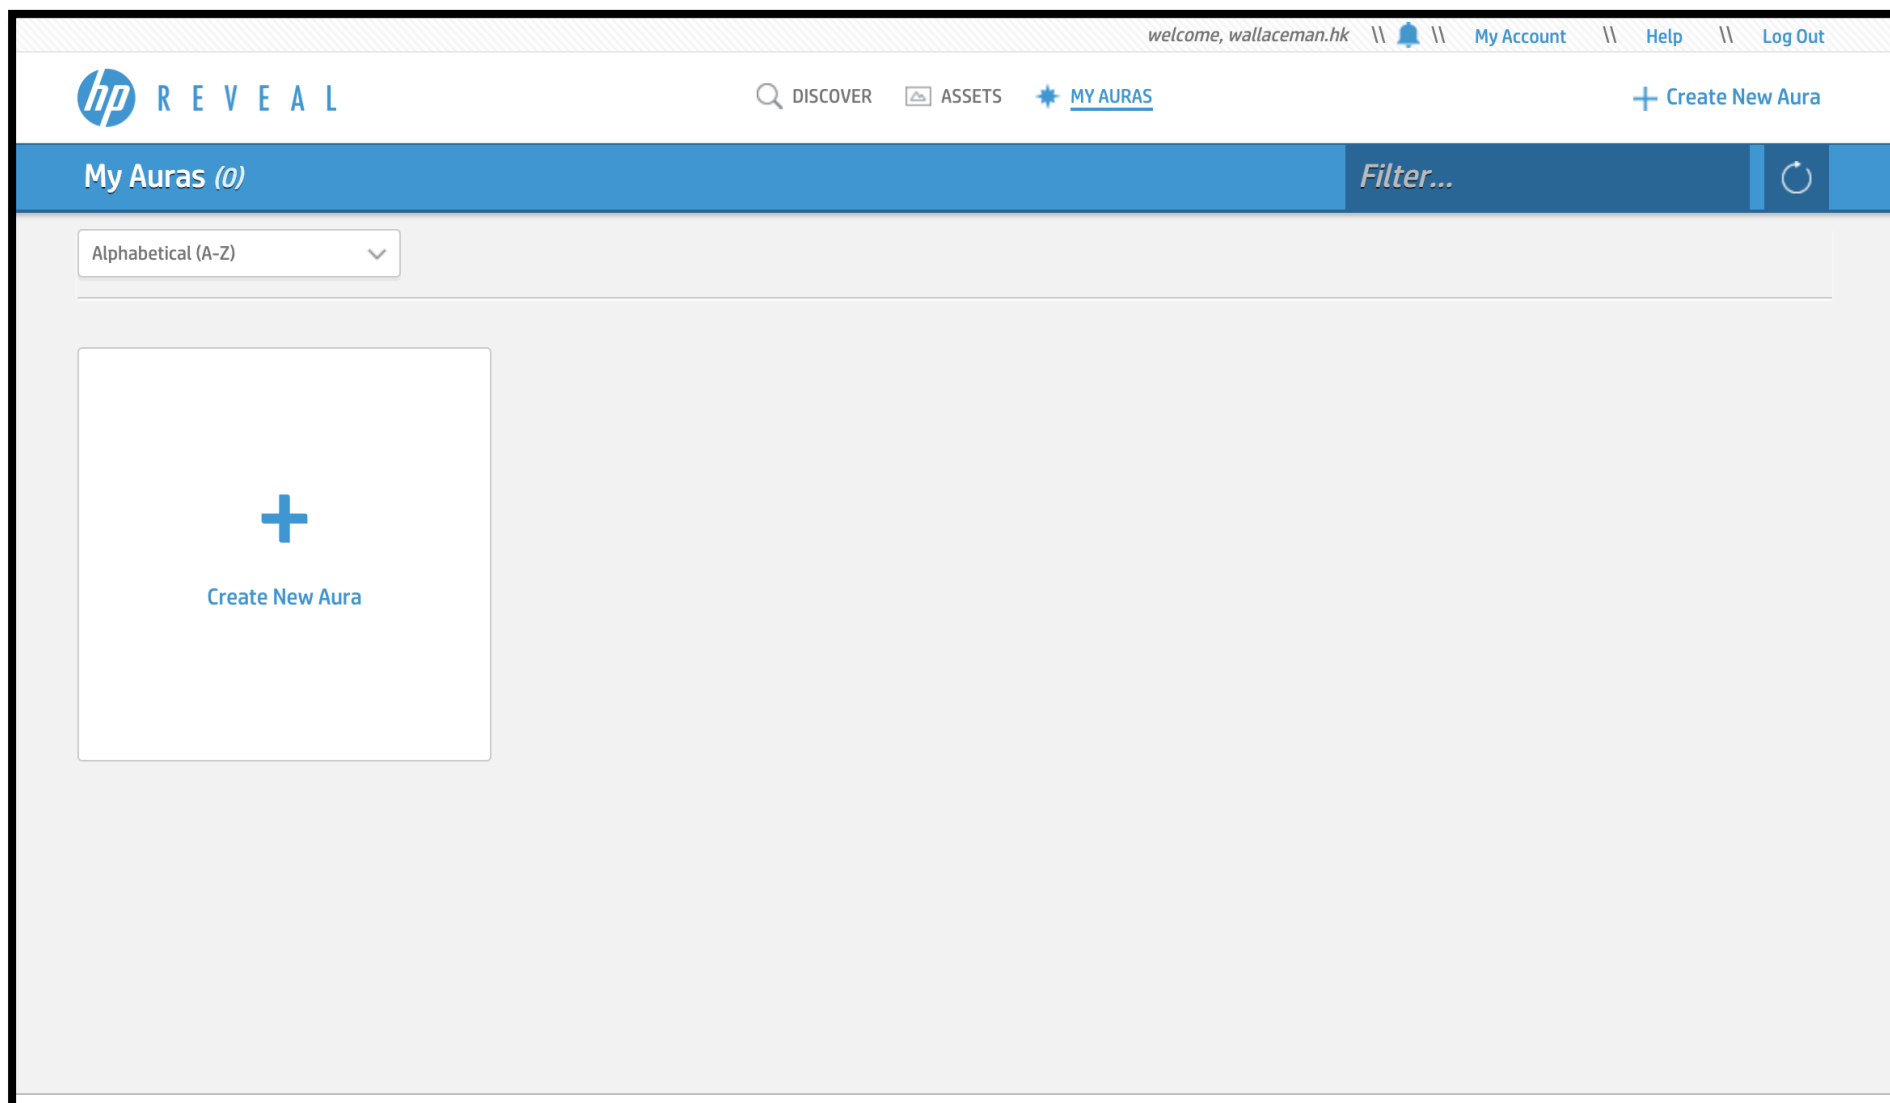 welcome, wallaceman.hk \\ \\ My Account \\ Help \\ Log Out
hp REVEAL
DISCOVER ASSETS MY AURAS
Create New Aura
My Auras (0)
Filter...
Alphabetical (A-Z)
Create New Aura